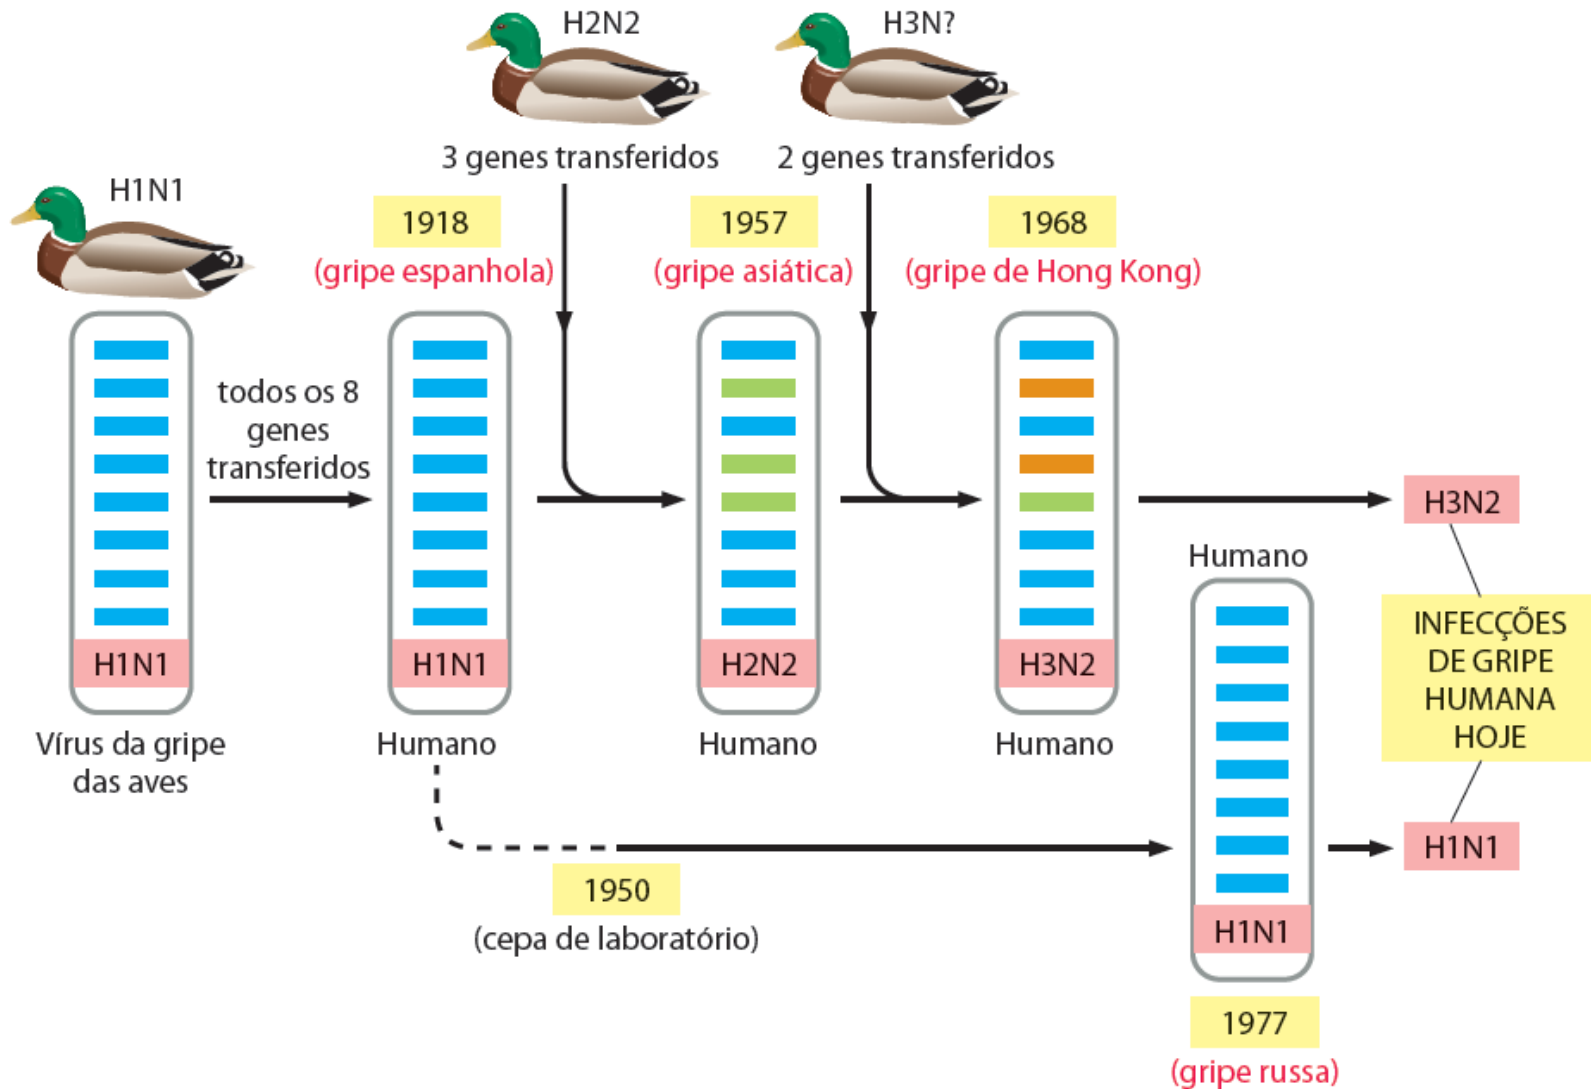 H2N2
H3N?
3 genes transferidos
2 genes transferidos
H1N1
1918
(gripe espanhola)
1957
(gripe asiática)
1968
(gripe de Hong Kong)
todos os 8
genes
transferidos
H1N1
Vírus da gripe
das aves
H1N1
Humano
H2N2
Humano
H3N2
Humano
H3N2
Humano
INFECÇÕES
DE GRIPE
HUMANA
HOJE
H1N1
1950
(cepa de laboratório)
H1N1
1977
(gripe russa)